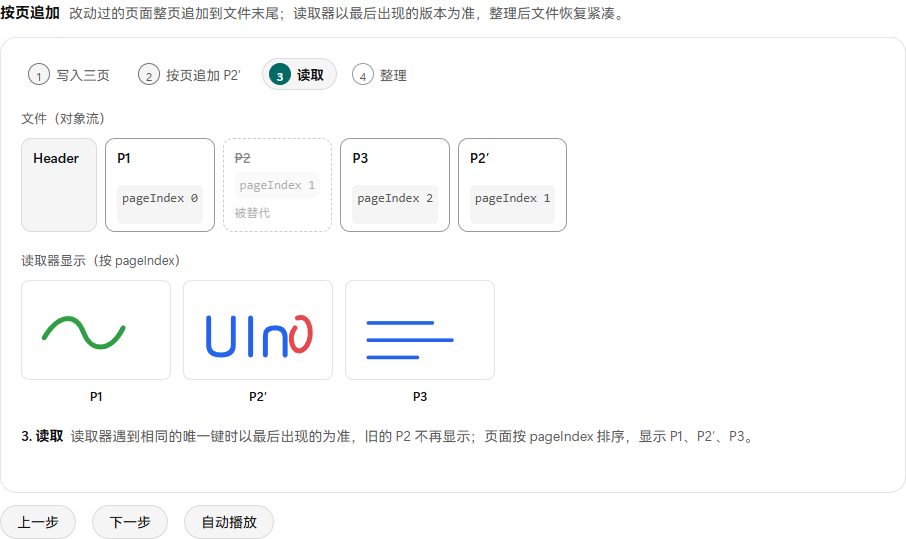 按页追加 改动过的页面整页追加到文件末尾；读取器以最后出现的版本为准，整理后文件恢复紧凑。
1 写入三页 2 按页追加 P2′ 3 读取 4 整理
文件（对象流）
Header P1 P2 P3 P2′
pageIndex 0 pageIndex 1 pageIndex 2 pageIndex 1
被替代
读取器显示（按 pageIndex）
UIno
P1 P2′ P3
3. 读取 读取器遇到相同的唯一键时以最后出现的为准，旧的 P2 不再显示；页面按 pageIndex 排序，显示 P1、P2′、P3。
上一步 下一步 自动播放